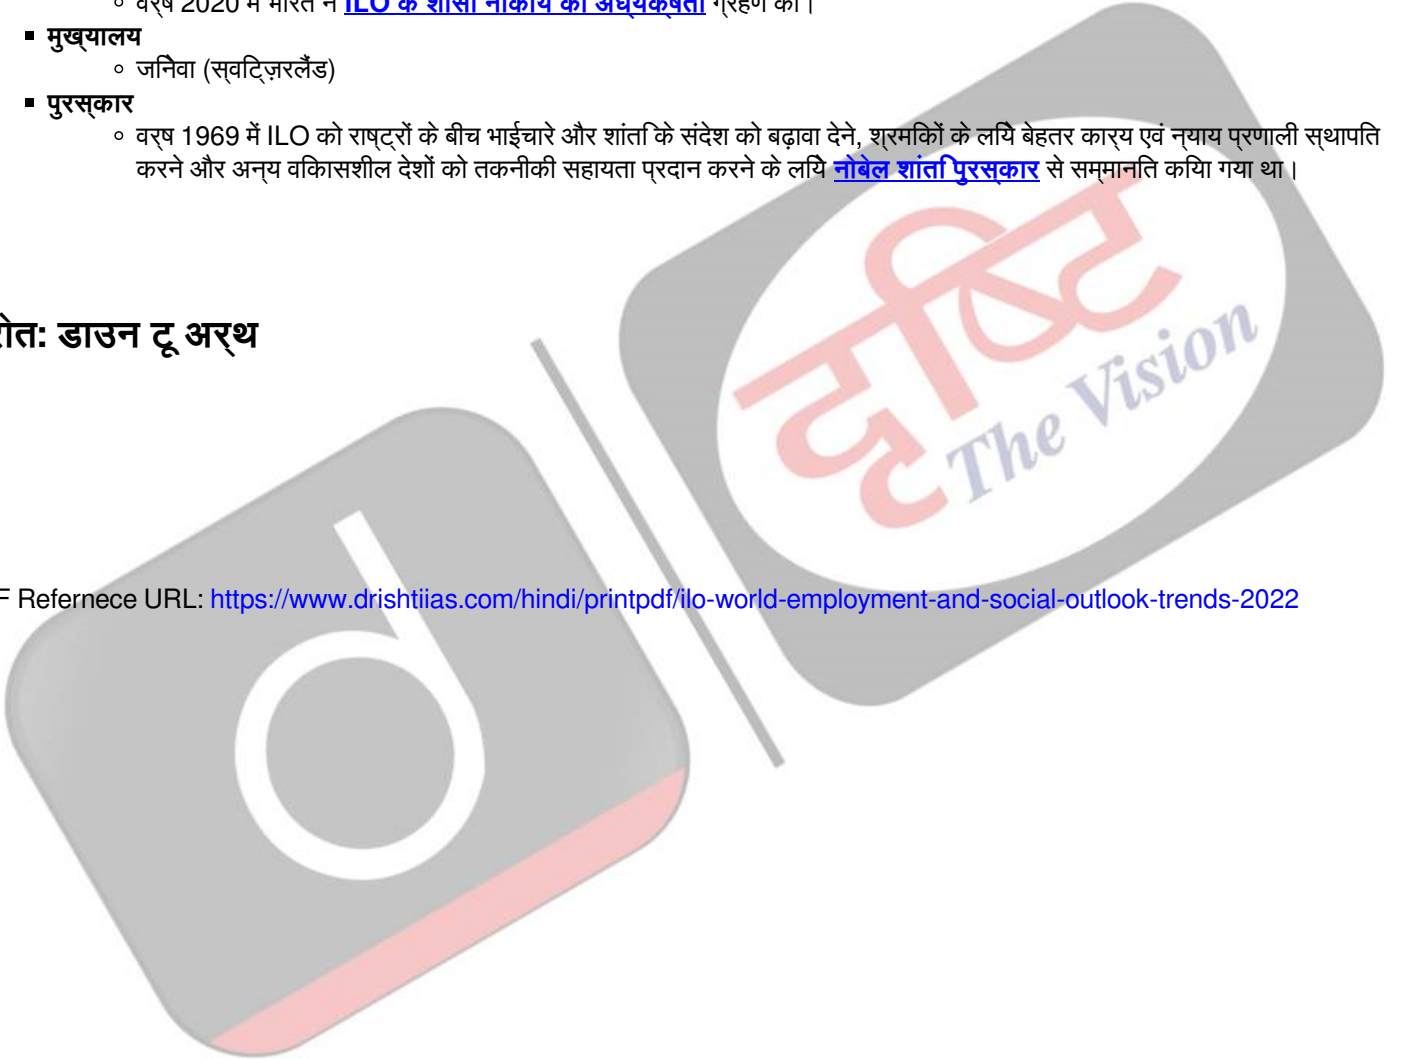 वर्ष 2020 में भारत ने ILO के शासी निकाय की अध्यक्षता ग्रहण की।
मुख्यालय
जिनेवा (स्विट्ज़रलैंड)
पुरस्कार
वर्ष 1969 में ILO को राष्ट्रों के बीच भाईचारे और शांति के संदेश को बढ़ावा देने, श्रमिकों के लिये बेहतर कार्य एवं न्याय प्रणाली स्थापित
करने और अन्य विकासशील देशों को तकनीकी सहायता प्रदान करने के लिये नोबेल शांति पुरस्कार से सम्मानित किया गया था।
रोत: डाउन टू अर्थ
दृष्टि
The Vision
F Refernece URL: https://www.drishtiias.com/hindi/printpdf/ilo-world-employment-and-social-outlook-trends-2022
d